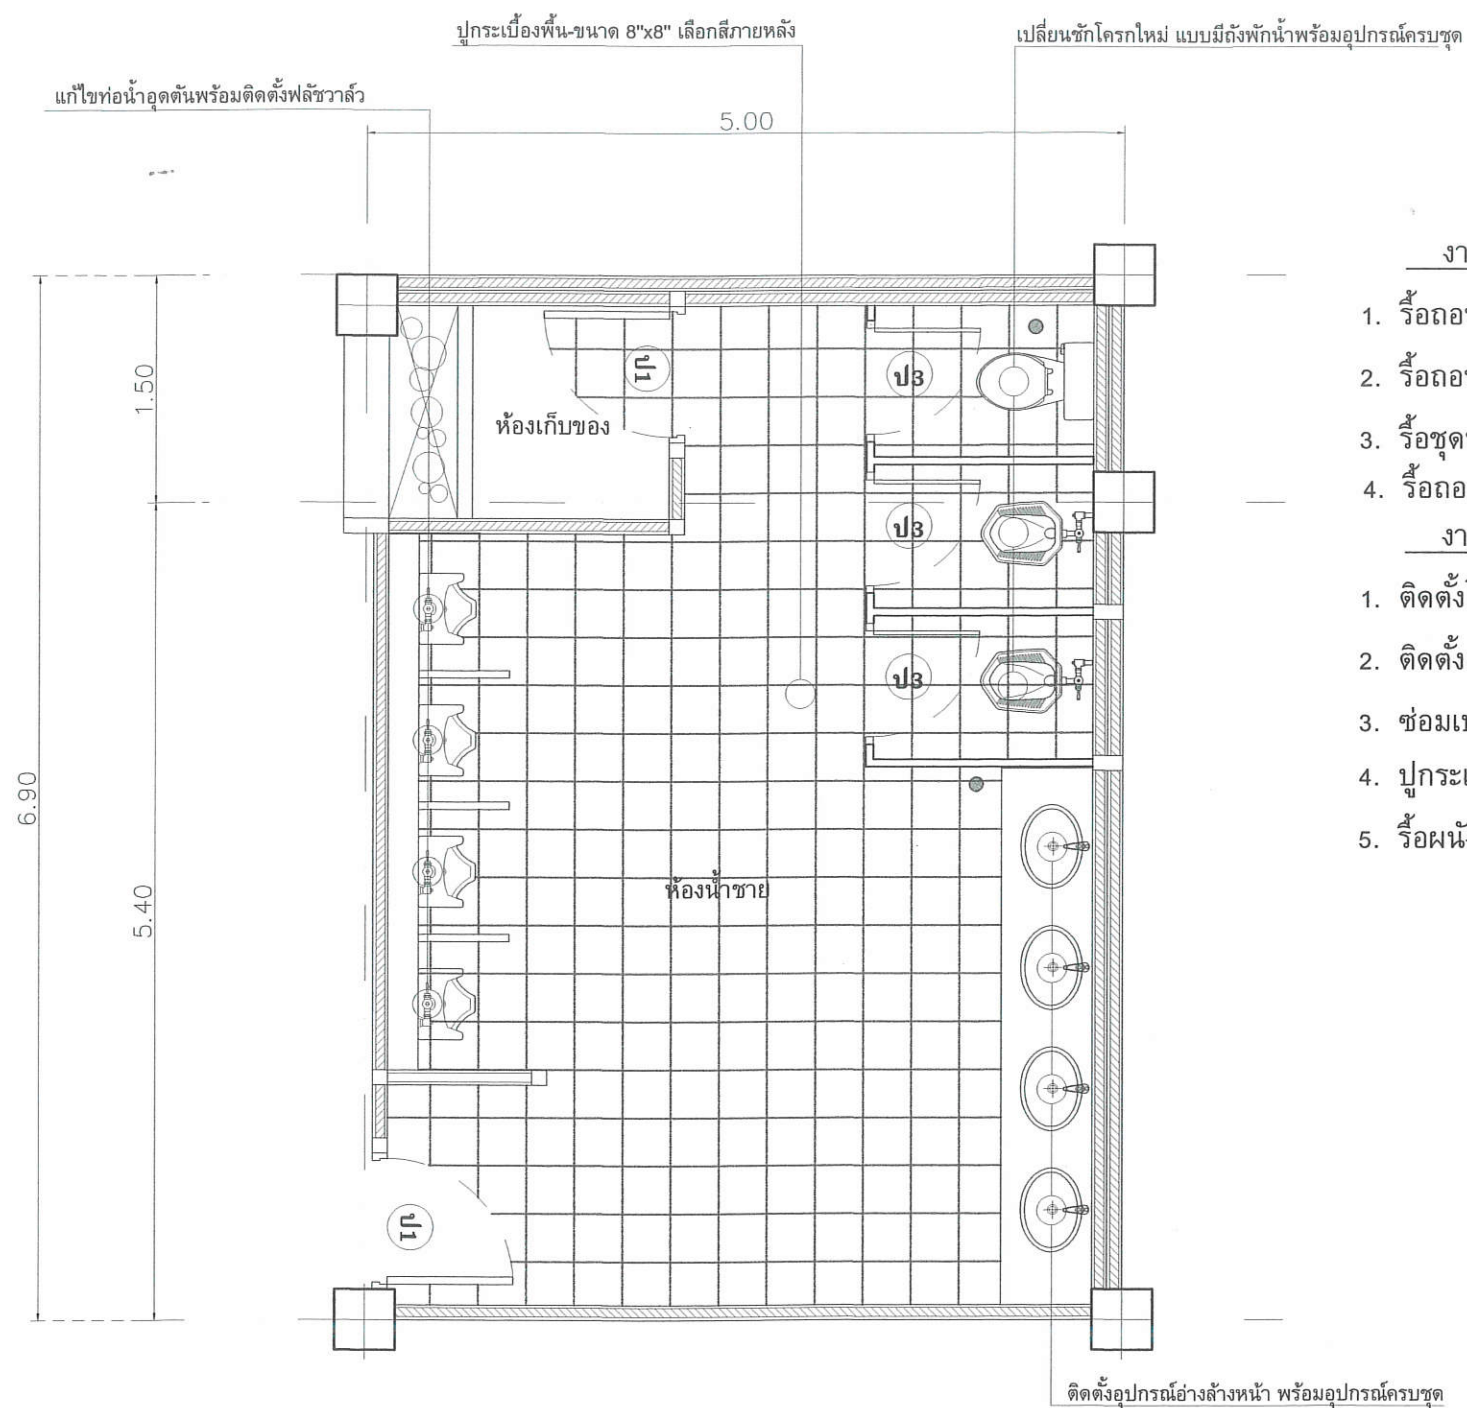 ปูกระเบื้องพื้น-ขนาด 8"x8" เลือกสีภายหลัง
เปลี่ยนชักโครกใหม่ แบบมีถังพักน้ำพร้อมอุปกรณ์ครบชุด
แก้ไขท่อน้ำอุดตันพร้อมติดตั้งฟลัชวาล์ว
5.00
1.50
5.40
6.90
ป1
ป3
ห้องเก็บของ
ป3
ป3
ห้องน้ำชาย
ป1
ติดตั้งอุปกรณ์อ่างล้างหน้า พร้อมอุปกรณ์ครบชุด
งา
1. รื้อถอ
2. รื้อถอ
3. รื้อชุด
4. รื้อถอ
งา
1. ติดตั้ง
2. ติดตั้ง
3. ซ่อมเ
4. ปูกระเ
5. รื้อผนั